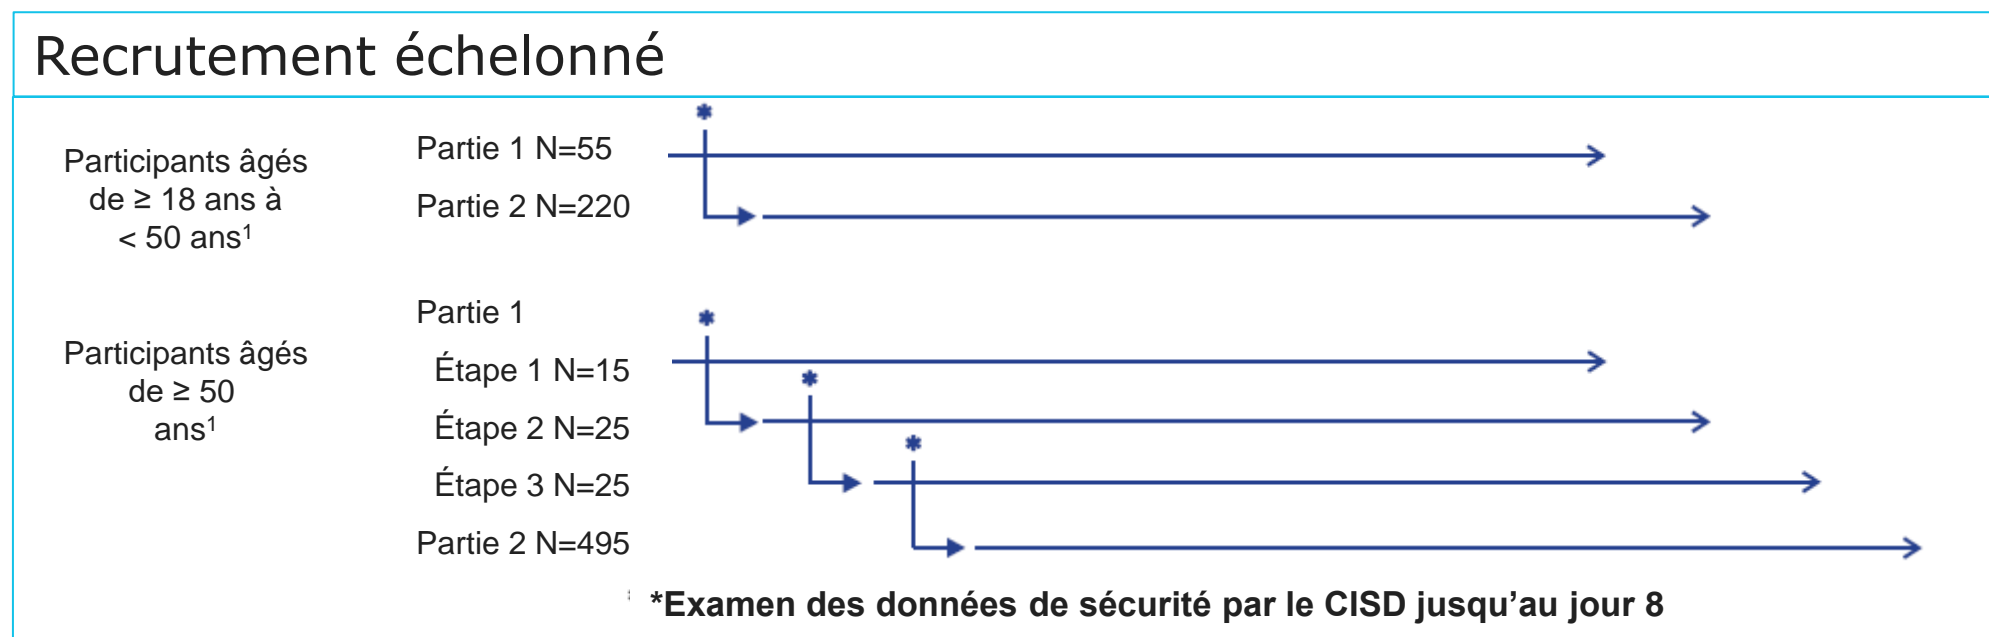 Recrutement échelonné
*
Participants âgés
de ≥ 18 ans à
< 50 ans¹
Partie 1 N=55
Partie 2 N=220
Participants âgés
de ≥ 50
ans¹
Partie 1
*
Étape 1 N=15
*
Étape 2 N=25
*
Étape 3 N=25
Partie 2 N=495
*Examen des données de sécurité par le CISD jusqu’au jour 8